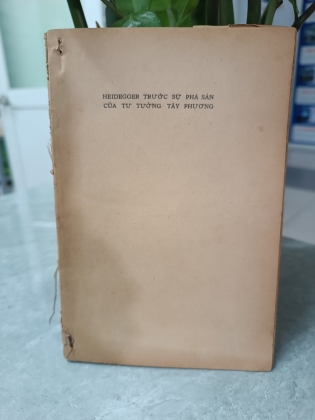 HEIDEGGER TRƯỚC SỰ PHÁ SẢN
CỦA TƯ TƯỞNG TÂY PHƯƠNG